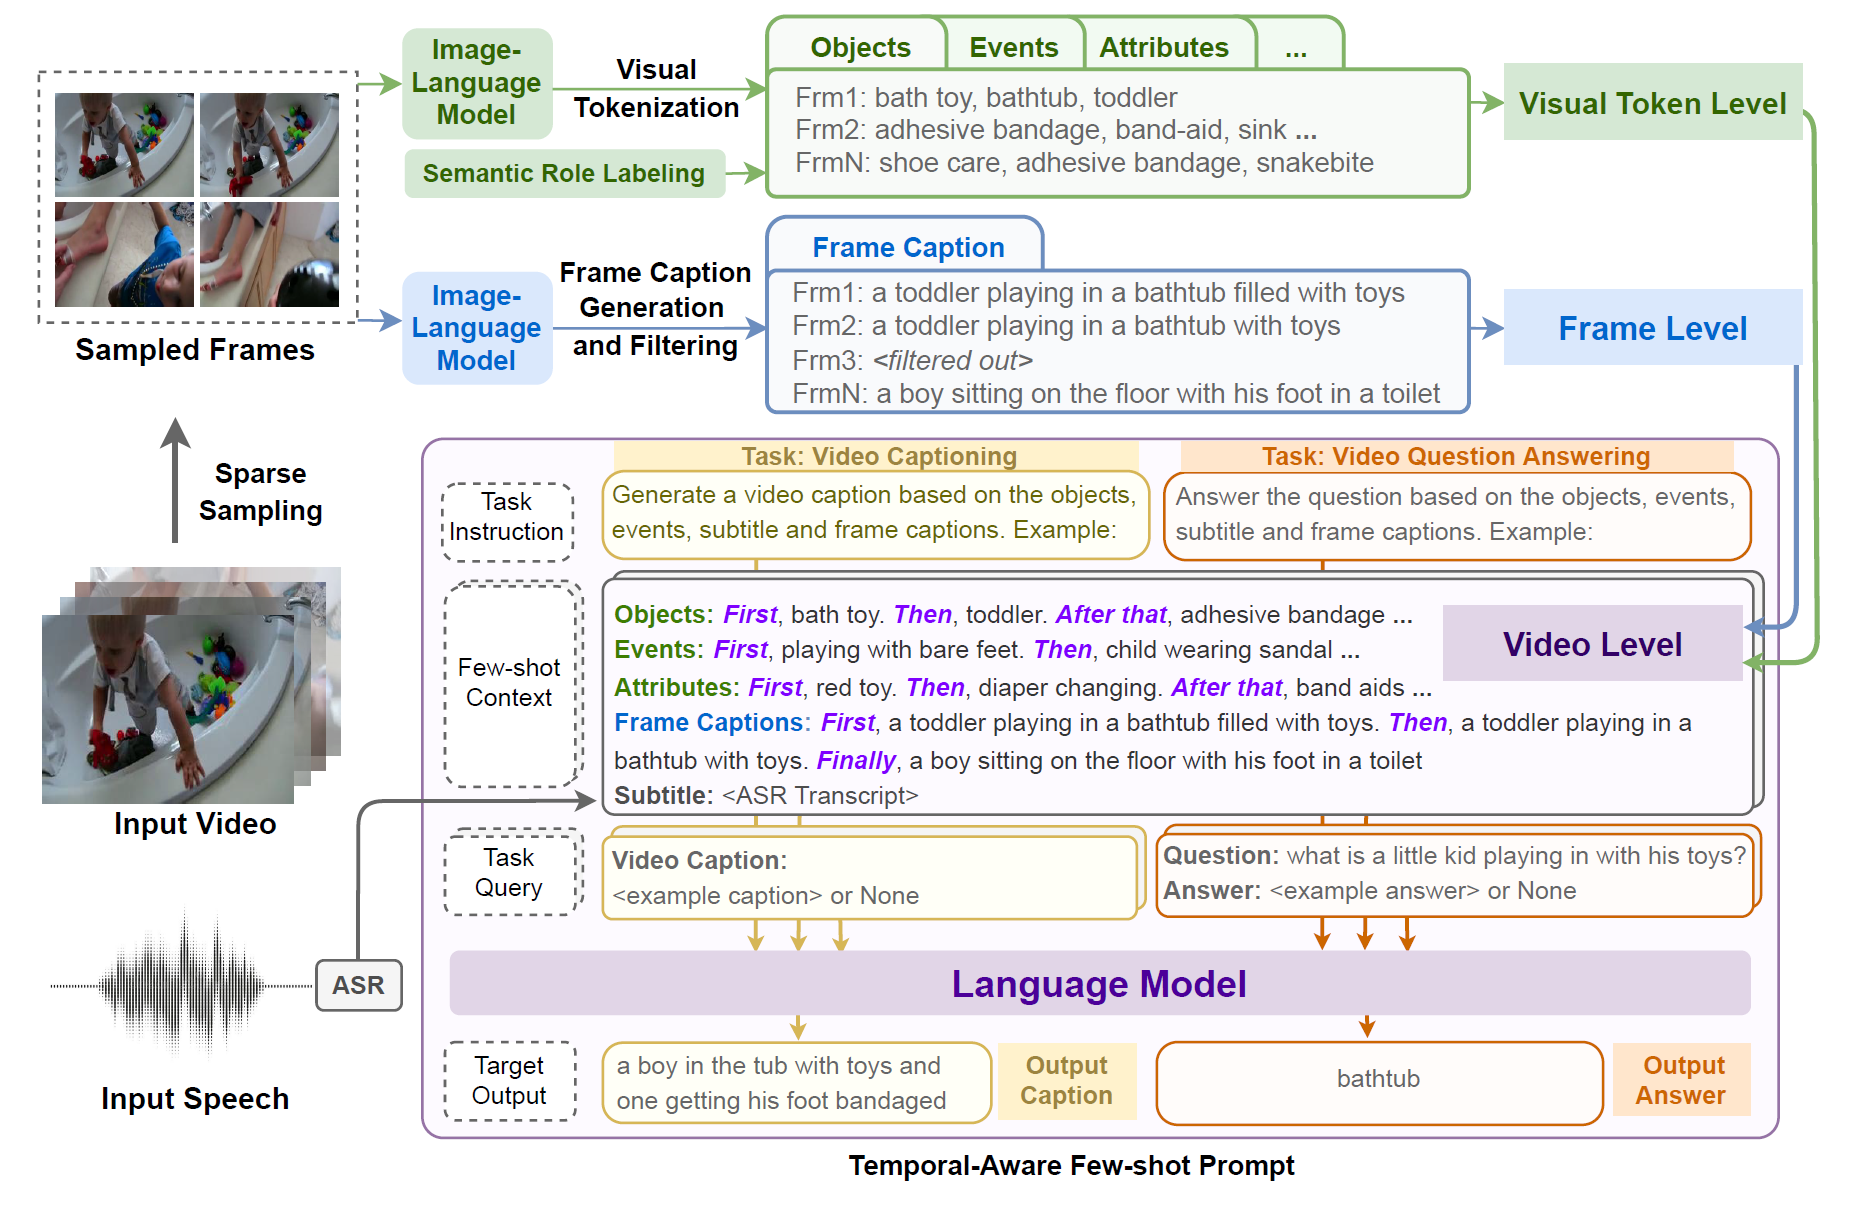 Image-
Language
Model
Visual
Tokenization
Semantic Role Labeling
Objects
Events
Attributes
...
Frm1: bath toy, bathtub, toddler
Frm2: adhesive bandage, band-aid, sink ...
FrmN: shoe care, adhesive bandage, snakebite
Visual Token Level
Sampled Frames
Image-
Language
Model
Frame Caption
Generation
and Filtering
Frame Caption
Frm1: a toddler playing in a bathtub filled with toys
Frm2: a toddler playing in a bathtub with toys
Frm3: <filtered out>
FrmN: a boy sitting on the floor with his foot in a toilet
Frame Level
Sparse
Sampling
Input Video
Input Speech
ASR
Task: Video Captioning
Task: Video Question Answering
Task
Instruction
Generate a video caption based on the objects,
events, subtitle and frame captions. Example:
Answer the question based on the objects, events,
subtitle and frame captions. Example:
Few-shot
Context
Objects: First, bath toy. Then, toddler. After that, adhesive bandage ...
Events: First, playing with bare feet. Then, child wearing sandal ...
Attributes: First, red toy. Then, diaper changing. After that, band aids ...
Frame Captions: First, a toddler playing in a bathtub filled with toys. Then, a toddler playing in a
bathtub with toys. Finally, a boy sitting on the floor with his foot in a toilet
Subtitle: <ASR Transcript>
Video Level
Task
Query
Video Caption:
<example caption> or None
Question: what is a little kid playing in with his toys?
Answer: <example answer> or None
Language Model
Target
Output
a boy in the tub with toys and
one getting his foot bandaged
Output
Caption
bathtub
Output
Answer
Temporal-Aware Few-shot Prompt